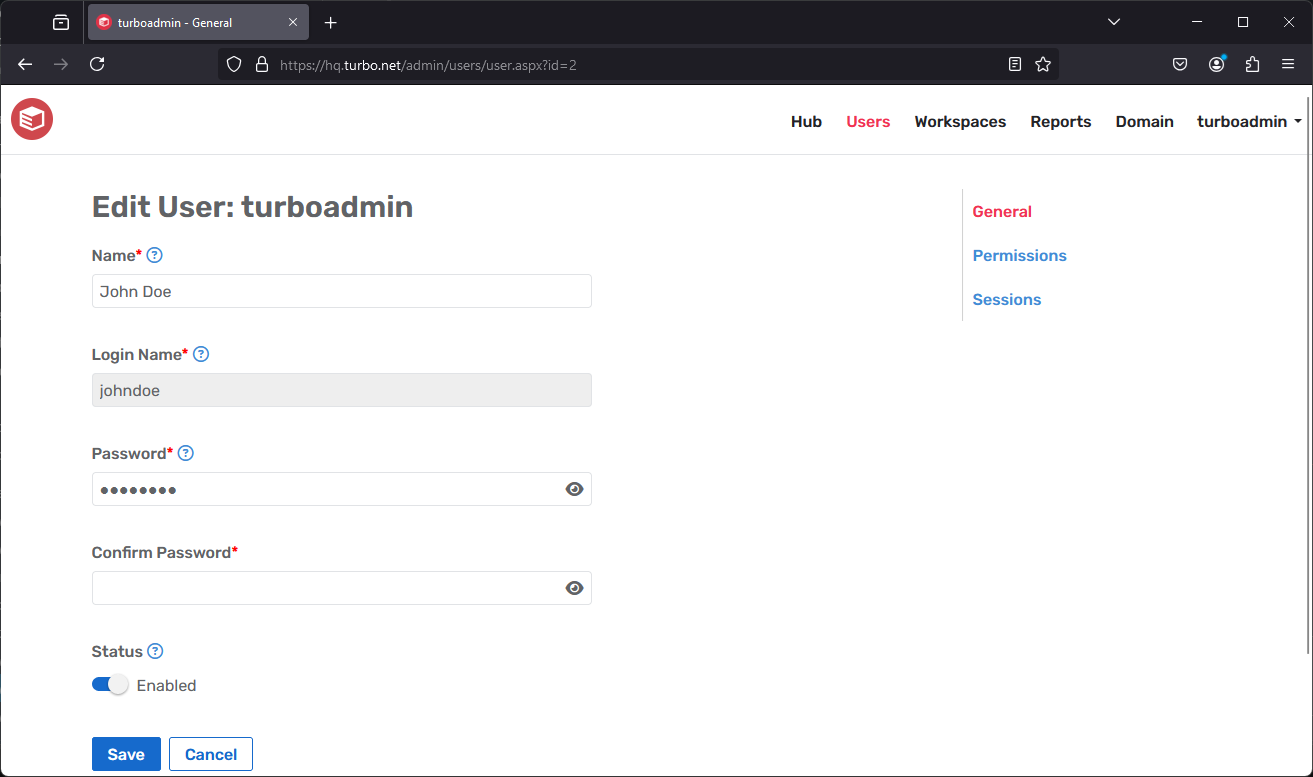 turboadmin - General
https://hq.turbo.net/admin/users/user.aspx?id=2
Hub Users Workspaces Reports Domain turboadmin
Edit User: turboadmin
General
Permissions
Sessions
Name* ?
John Doe
Login Name* ?
johndoe
Password* ?
●●●●●●●●
Confirm Password*
Status ?
Enabled
Save Cancel